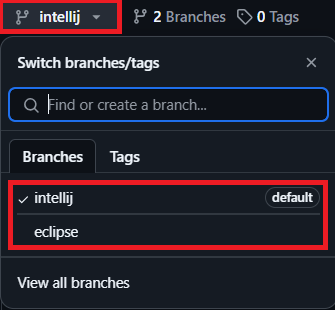 intellij 2 Branches 0 Tags
Switch branches/tags
Find or create a branch...
Branches Tags
intellij default
eclipse
View all branches